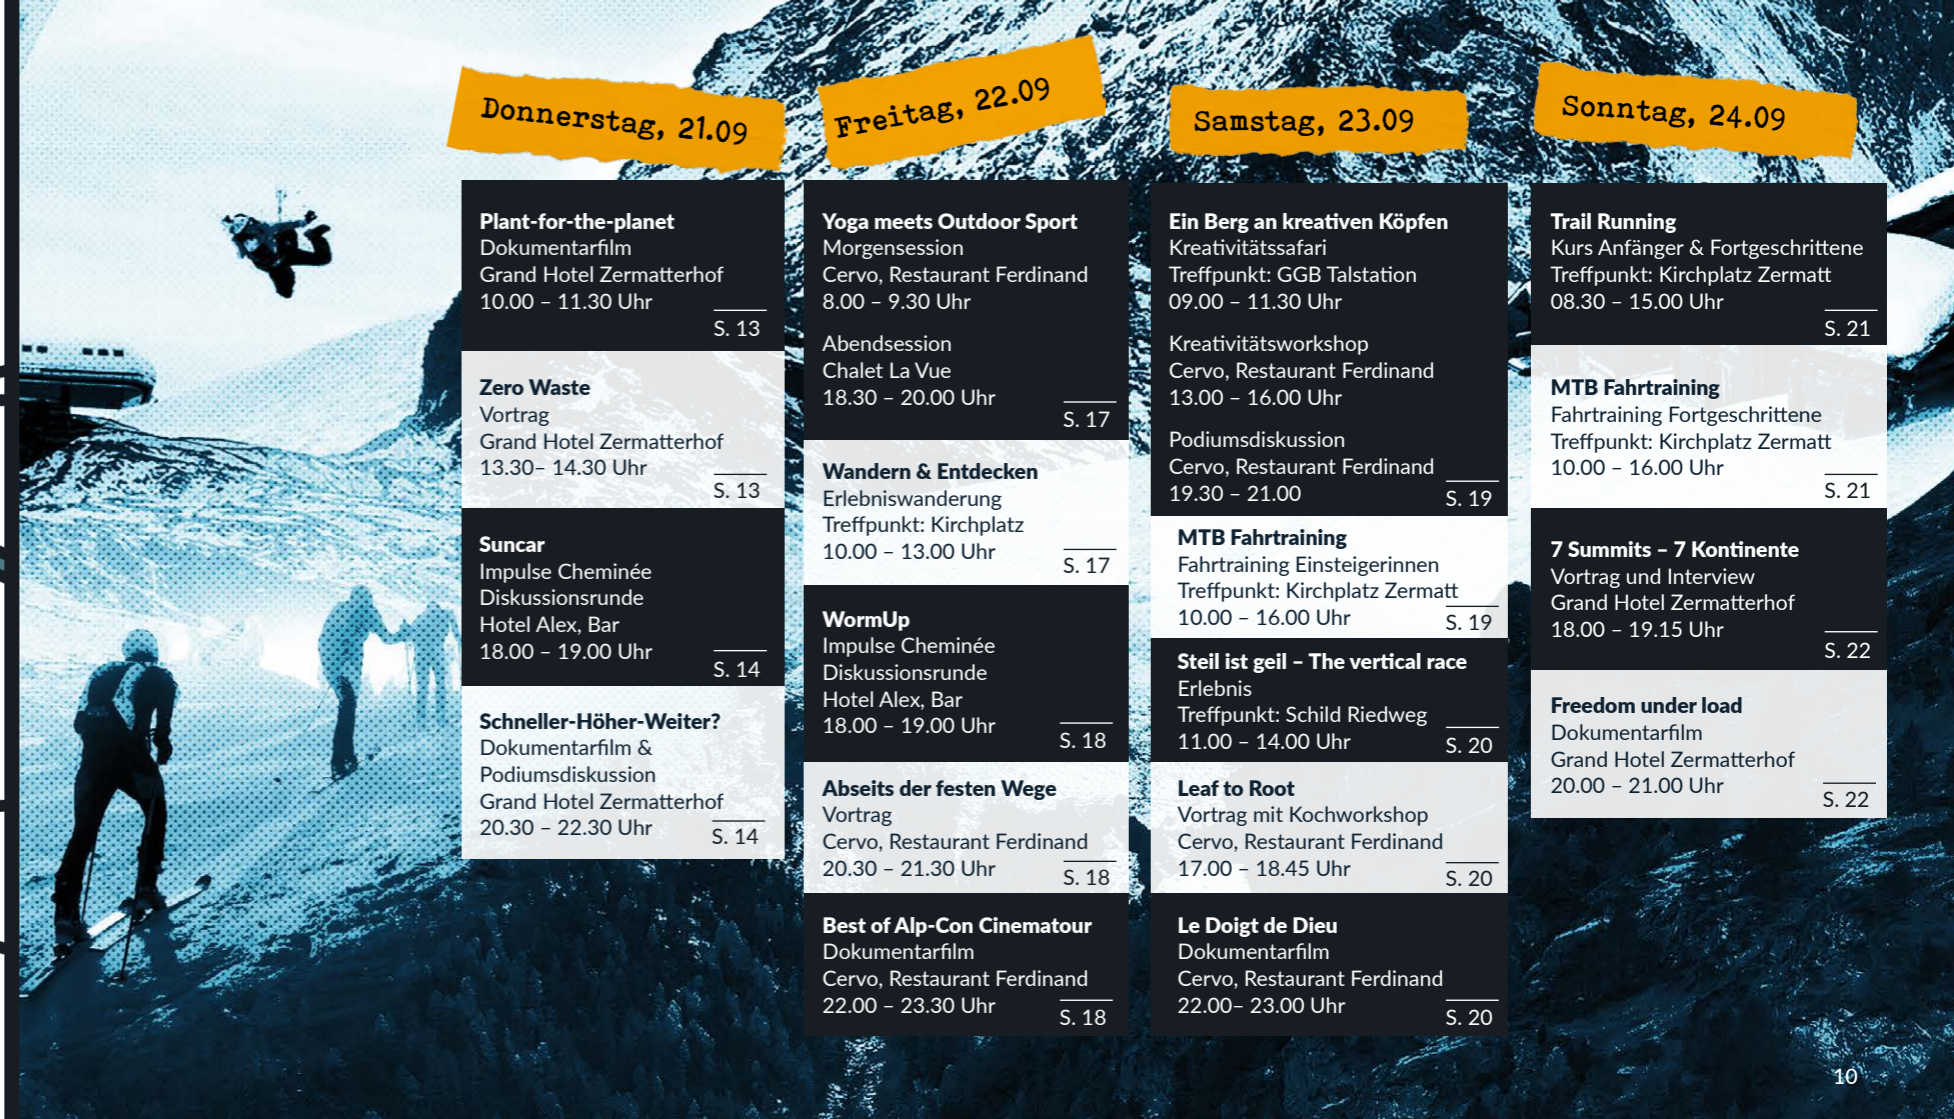 Donnerstag, 21.09
Plant-for-the-planet
Dokumentarfilm
Grand Hotel Zermatterhof
10.00 – 11.30 Uhr
S. 13
Zero Waste
Vortrag
Grand Hotel Zermatterhof
13.30– 14.30 Uhr
S. 13
Suncar
Impulse Cheminée
Diskussionsrunde
Hotel Alex, Bar
18.00 – 19.00 Uhr
S. 14
Schneller-Höher-Weiter?
Dokumentarfilm &
Podiumsdiskussion
Grand Hotel Zermatterhof
20.30 – 22.30 Uhr
S. 14
Freitag, 22.09
Yoga meets Outdoor Sport
Morgensession
Cervo, Restaurant Ferdinand
8.00 – 9.30 Uhr
Abendsession
Chalet La Vue
18.30 – 20.00 Uhr
S. 17
Wandern & Entdecken
Erlebniswanderung
Treffpunkt: Kirchplatz
10.00 – 13.00 Uhr
S. 17
WormUp
Impulse Cheminée
Diskussionsrunde
Hotel Alex, Bar
18.00 – 19.00 Uhr
S. 18
Abseits der festen Wege
Vortrag
Cervo, Restaurant Ferdinand
20.30 – 21.30 Uhr
S. 18
Best of Alp-Con Cinematour
Dokumentarfilm
Cervo, Restaurant Ferdinand
22.00 – 23.30 Uhr
S. 18
Samstag, 23.09
Ein Berg an kreativen Köpfen
Kreativitätssafari
Treffpunkt: GGB Talstation
09.00 – 11.30 Uhr
Kreativitätsworkshop
Cervo, Restaurant Ferdinand
13.00 – 16.00 Uhr
Podiumsdiskussion
Cervo, Restaurant Ferdinand
19.30 – 21.00
S. 19
MTB Fahrtraining
Fahrtraining Einsteigerinnen
Treffpunkt: Kirchplatz Zermatt
10.00 – 16.00 Uhr
S. 19
Steil ist geil – The vertical race
Erlebnis
Treffpunkt: Schild Riedweg
11.00 – 14.00 Uhr
S. 20
Leaf to Root
Vortrag mit Kochworkshop
Cervo, Restaurant Ferdinand
17.00 – 18.45 Uhr
S. 20
Le Doigt de Dieu
Dokumentarfilm
Cervo, Restaurant Ferdinand
22.00– 23.00 Uhr
S. 20
Sonntag, 24.09
Trail Running
Kurs Anfänger & Fortgeschrittene
Treffpunkt: Kirchplatz Zermatt
08.30 – 15.00 Uhr
S. 21
MTB Fahrtraining
Fahrtraining Fortgeschrittene
Treffpunkt: Kirchplatz Zermatt
10.00 – 16.00 Uhr
S. 21
7 Summits – 7 Kontinente
Vortrag und Interview
Grand Hotel Zermatterhof
18.00 – 19.15 Uhr
S. 22
Freedom under load
Dokumentarfilm
Grand Hotel Zermatterhof
20.00 – 21.00 Uhr
S. 22
10